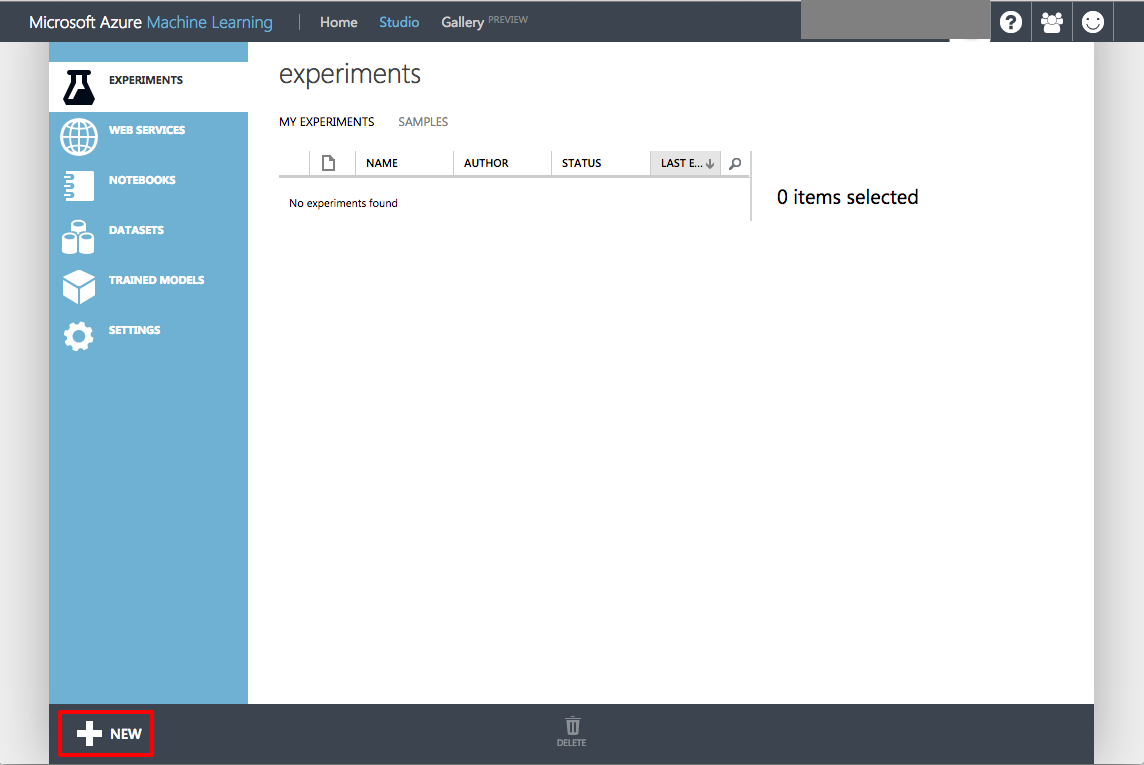 Microsoft Azure Machine Learning | Home Studio Gallery PREVIEW
EXPERIMENTS
WEB SERVICES
NOTEBOOKS
DATASETS
TRAINED MODELS
SETTINGS
experiments
MY EXPERIMENTS SAMPLES
NAME AUTHOR STATUS LAST E...
No experiments found
0 items selected
NEW
DELETE